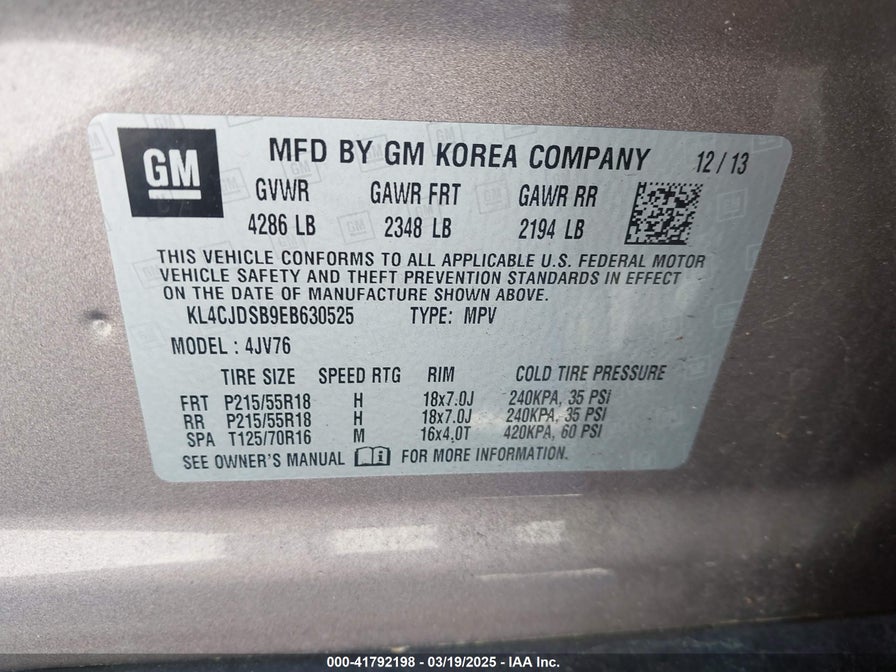 GM
MFD BY GM KOREA COMPANY 12/13
GVWR GAWR FRT GAWR RR
4286 LB 2348 LB 2194 LB
THIS VEHICLE CONFORMS TO ALL APPLICABLE U.S. FEDERAL MOTOR
VEHICLE SAFETY AND THEFT PREVENTION STANDARDS IN EFFECT
ON THE DATE OF MANUFACTURE SHOWN ABOVE.
KL4CJDSB9EB630525 TYPE: MPV
MODEL : 4JV76
TIRE SIZE SPEED RTG RIM COLD TIRE PRESSURE
FRT P215/55R18 H 18x7.0J 240KPA, 35 PSI
RR P215/55R18 H 18x7.0J 240KPA, 35 PSI
SPA T125/70R16 M 16x4,0T 420KPA, 60 PSI
SEE OWNER'S MANUAL FOR MORE INFORMATION.
000-41792198 - 03/19/2025 - IAA Inc.